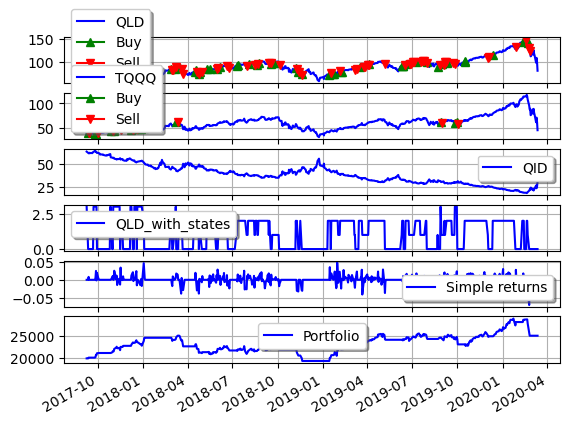 QLD
Buy
Sell
150
100
TQQQ
Buy
Sell
100
50
QID
50
25
QLD_with_states
2.5
0.0
Simple returns
0.05
0.00
−0.05
Portfolio
25000
20000
2017-10
2018-01
2018-04
2018-07
2018-10
2019-01
2019-04
2019-07
2019-10
2020-01
2020-04